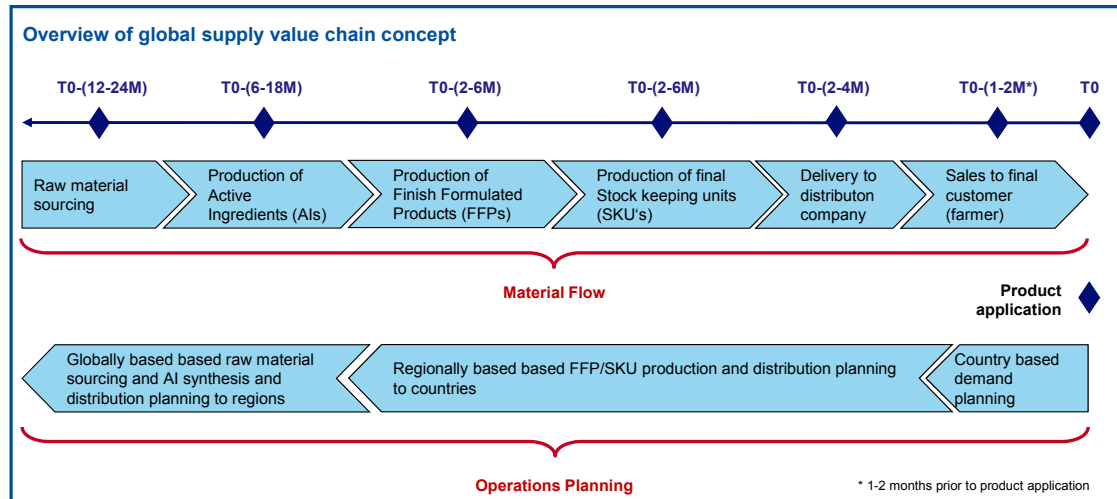 Overview of global supply value chain concept
T0-(12-24M)
T0-(6-18M)
T0-(2-6M)
T0-(2-6M)
T0-(2-4M)
T0-(1-2M*)
T0
Raw material
sourcing
Production of
Active
Ingredients (AIs)
Production of
Finish Formulated
Products (FFPs)
Production of final
Stock keeping units
(SKU‘s)
Delivery to
distributon
company
Sales to final
customer
(farmer)
Material Flow
Product
application
Globally based based raw material
sourcing and AI synthesis and
distribution planning to regions
Regionally based based FFP/SKU production and distribution planning
to countries
Country based
demand
planning
Operations Planning
* 1-2 months prior to product application